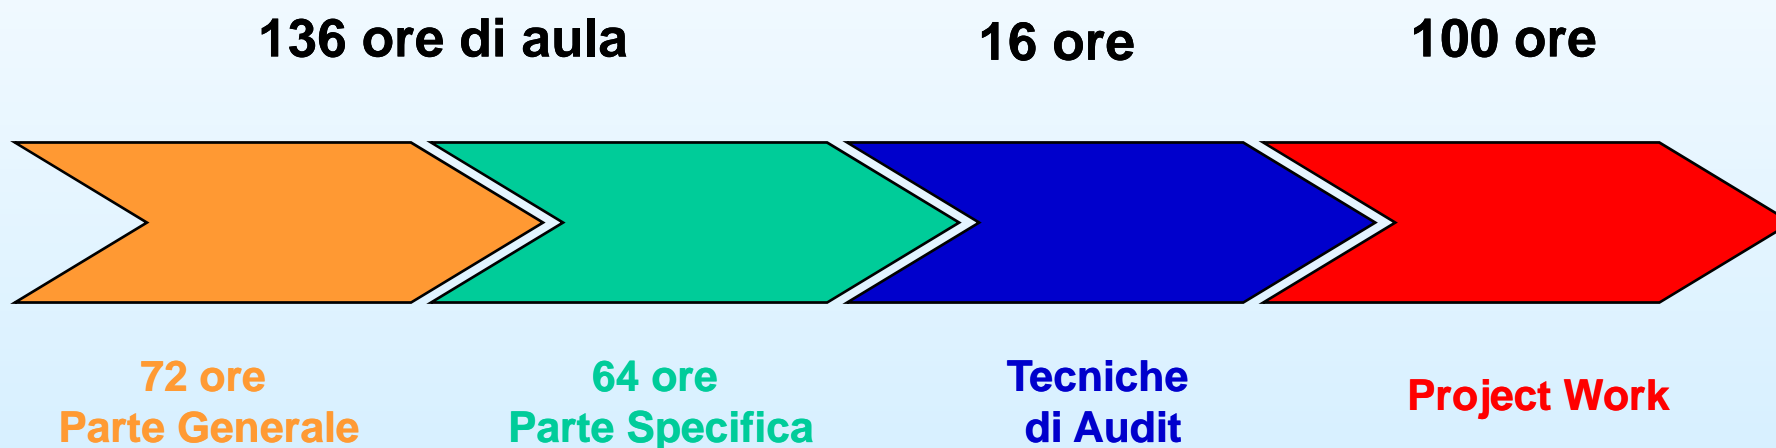 136 ore di aula
16 ore
100 ore
72 ore
Parte Generale
64 ore
Parte Specifica
Tecniche
di Audit
Project Work